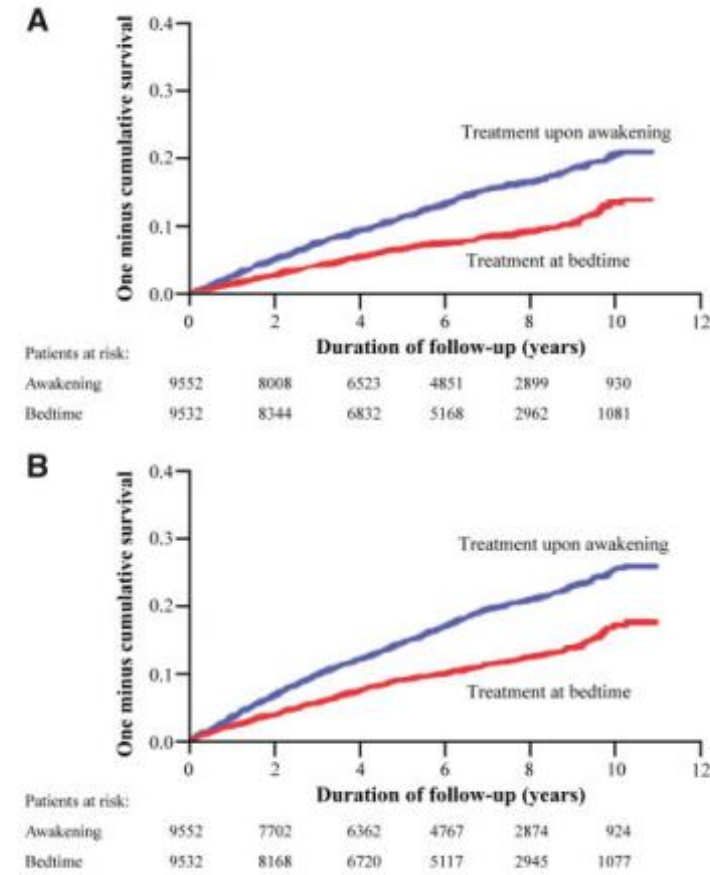 A
One minus cumulative survival
0.4
0.3
0.2
0.1
0.0
Treatment upon awakening
Treatment at bedtime
0 2 4 6 8 10 12
Duration of follow-up (years)
Patients at risk:
Awakening 9552 8008 6523 4851 2899 930
Bedtime 9532 8344 6832 5168 2962 1081
B
One minus cumulative survival
0.4
0.3
0.2
0.1
0.0
Treatment upon awakening
Treatment at bedtime
0 2 4 6 8 10 12
Duration of follow-up (years)
Patients at risk:
Awakening 9552 7702 6362 4767 2874 924
Bedtime 9532 8168 6720 5117 2945 1077